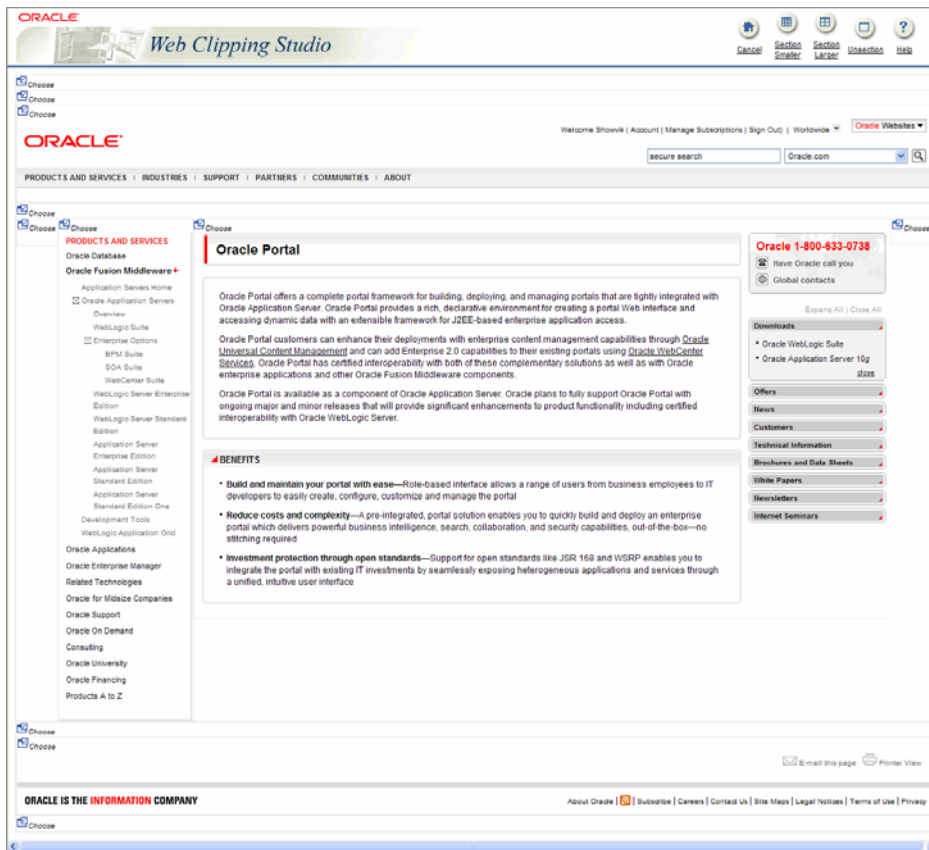 ORACLE
Web Clipping Studio
Cancel
Section Smaller
Section Larger
Unsection
Help
Choose
Choose
Choose
Welcome Showvik ( Account | Manage Subscriptions | Sign Out) | Worldwide
Oracle Websites
ORACLE
secure search
Oracle.com
PRODUCTS AND SERVICES
INDUSTRIES
SUPPORT
PARTNERS
COMMUNITIES
ABOUT
Choose
Choose
Choose
Choose
Choose
PRODUCTS AND SERVICES
Oracle Database
Oracle Fusion Middleware
Application Servers Home
Oracle Application Servers
Overview
WebLogic Suite
Enterprise Options
BPM Suite
SOA Suite
WebCenter Suite
WebLogic Server Enterprise
Edition
WebLogic Server Standard
Edition
Application Server
Enterprise Edition
Application Server
Standard Edition
Application Server
Standard Edition One
Development Tools
WebLogic Application Grid
Oracle Applications
Oracle Enterprise Manager
Related Technologies
Oracle for Midsize Companies
Oracle Support
Oracle On Demand
Consulting
Oracle University
Oracle Financing
Products A to Z
Oracle Portal
Oracle Portal offers a complete portal framework for building, deploying, and managing portals that are tightly integrated with
Oracle Application Server. Oracle Portal provides a rich, declarative environment for creating a portal Web interface and
accessing dynamic data with an extensible framework for J2EE-based enterprise application access.
Oracle Portal customers can enhance their deployments with enterprise content management capabilities through Oracle
Universal Content Management and can add Enterprise 2.0 capabilities to their existing portals using Oracle WebCenter
Services. Oracle Portal has certified interoperability with both of these complementary solutions as well as with Oracle
enterprise applications and other Oracle Fusion Middleware components.
Oracle Portal is available as a component of Oracle Application Server. Oracle plans to fully support Oracle Portal with
ongoing major and minor releases that will provide significant enhancements to product functionality including certified
interoperability with Oracle WebLogic Server.
BENEFITS
• Build and maintain your portal with ease—Role-based interface allows a range of users from business employees to IT
developers to easily create, configure, customize and manage the portal
• Reduce costs and complexity—A pre-integrated, portal solution enables you to quickly build and deploy an enterprise
portal which delivers powerful business intelligence, search, collaboration, and security capabilities, out-of-the-box—no
stitching required
• Investment protection through open standards—Support for open standards like JSR 168 and WSRP enables you to
integrate the portal with existing IT investments by seamlessly exposing heterogeneous applications and services through
a unified, intuitive user interface
Oracle 1-800-633-0738
Have Oracle call you
Global contacts
Expand All | Close All
Downloads
• Oracle WebLogic Suite
• Oracle Application Server 10g
close
Offers
News
Customers
Technical Information
Brochures and Data Sheets
White Papers
Newsletters
Internet Seminars
Choose
Choose
E-mail this page
Printer View
ORACLE IS THE INFORMATION COMPANY
About Oracle | Subscribe | Careers | Contact Us | Site Maps | Legal Notices | Terms of Use | Privacy
Choose